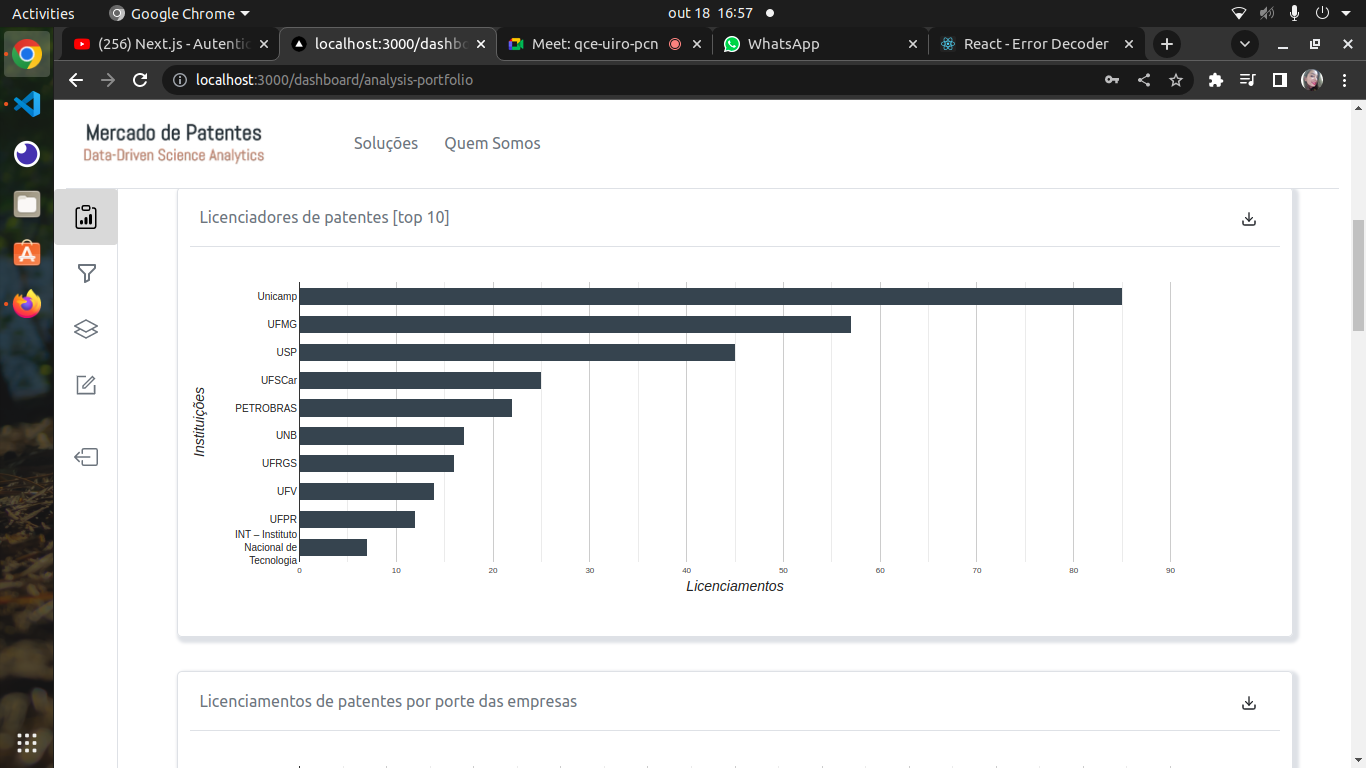 Activities
Google Chrome
out 18 16:57
(256) Next.js - Autentic
localhost:3000/dashbo
Meet: qce-uiro-pcn
WhatsApp
React - Error Decoder
localhost:3000/dashboard/analysis-portfolio
Mercado de Patentes
Data-Driven Science Analytics
Soluções
Quem Somos
Licenciadores de patentes [top 10]
Instituições
Unicamp
UFMG
USP
UFSCar
PETROBRAS
UNB
UFRGS
UFV
UFPR
INT – Instituto
Nacional de
Tecnologia
0 10 20 30 40 50 60 70 80 90
Licenciamentos
Licenciamentos de patentes por porte das empresas